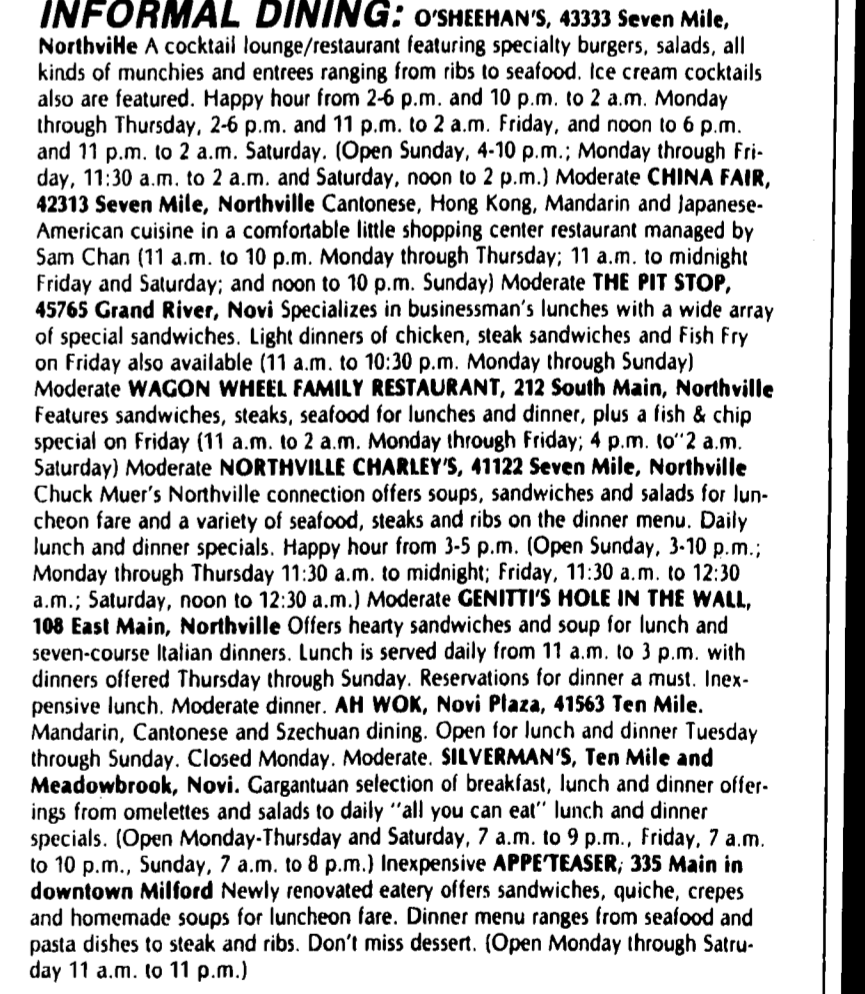 INFORMAL DINING: O'SHEEHAN'S, 43333 Seven Mile,
Northville A cocktail lounge/restaurant featuring specialty burgers, salads, all
kinds of munchies and entrees ranging from ribs to seafood. Ice cream cocktails
also are featured. Happy hour from 2-6 p.m. and 10 p.m. to 2 a.m. Monday
through Thursday, 2-6 p.m. and 11 p.m. to 2 a.m. Friday, and noon to 6 p.m.
and 11 p.m. to 2 a.m. Saturday. (Open Sunday, 4-10 p.m.; Monday through Fri-
day, 11:30 a.m. to 2 a.m. and Saturday, noon to 2 p.m.) Moderate CHINA FAIR,
42313 Seven Mile, Northville Cantonese, Hong Kong, Mandarin and Japanese-
American cuisine in a comfortable little shopping center restaurant managed by
Sam Chan (11 a.m. to 10 p.m. Monday through Thursday; 11 a.m. to midnight
Friday and Saturday; and noon to 10 p.m. Sunday) Moderate THE PIT STOP,
45765 Grand River, Novi Specializes in businessman's lunches with a wide array
of special sandwiches. Light dinners of chicken, steak sandwiches and Fish Fry
on Friday also available (11 a.m. to 10:30 p.m. Monday through Sunday)
Moderate WAGON WHEEL FAMILY RESTAURANT, 212 South Main, Northville
Features sandwiches, steaks, seafood for lunches and dinner, plus a fish & chip
special on Friday (11 a.m. to 2 a.m. Monday through Friday; 4 p.m. to"2 a.m.
Saturday) Moderate NORTHVILLE CHARLEY'S, 41122 Seven Mile, Northville
Chuck Muer's Northville connection offers soups, sandwiches and salads for lun-
cheon fare and a variety of seafood, steaks and ribs on the dinner menu. Daily
lunch and dinner specials. Happy hour from 3-5 p.m. (Open Sunday, 3-10 p.m.;
Monday through Thursday 11:30 a.m. to midnight; Friday, 11:30 a.m. to 12:30
a.m.; Saturday, noon to 12:30 a.m.) Moderate GENITTI'S HOLE IN THE WALL,
108 East Main, Northville Offers hearty sandwiches and soup for lunch and
seven-course Italian dinners. Lunch is served daily from 11 a.m. to 3 p.m. with
dinners offered Thursday through Sunday. Reservations for dinner a must. Inex-
pensive lunch. Moderate dinner. AH WOK, Novi Plaza, 41563 Ten Mile.
Mandarin, Cantonese and Szechuan dining. Open for lunch and dinner Tuesday
through Sunday. Closed Monday. Moderate. SILVERMAN'S, Ten Mile and
Meadowbrook, Novi. Gargantuan selection of breakfast, lunch and dinner offer-
ings from omelettes and salads to daily "all you can eat" lunch and dinner
specials. (Open Monday-Thursday and Saturday, 7 a.m. to 9 p.m., Friday, 7 a.m.
to 10 p.m., Sunday, 7 a.m. to 8 p.m.) Inexpensive APPE'TEASER, 335 Main in
downtown Milford Newly renovated eatery offers sandwiches, quiche, crepes
and homemade soups for luncheon fare. Dinner menu ranges from seafood and
pasta dishes to steak and ribs. Don't miss dessert. (Open Monday through Satru-
day 11 a.m. to 11 p.m.)